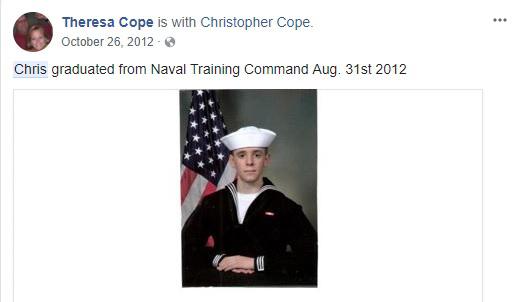 Theresa Cope is with Christopher Cope.
October 26, 2012 ·
Chris graduated from Naval Training Command Aug. 31st 2012